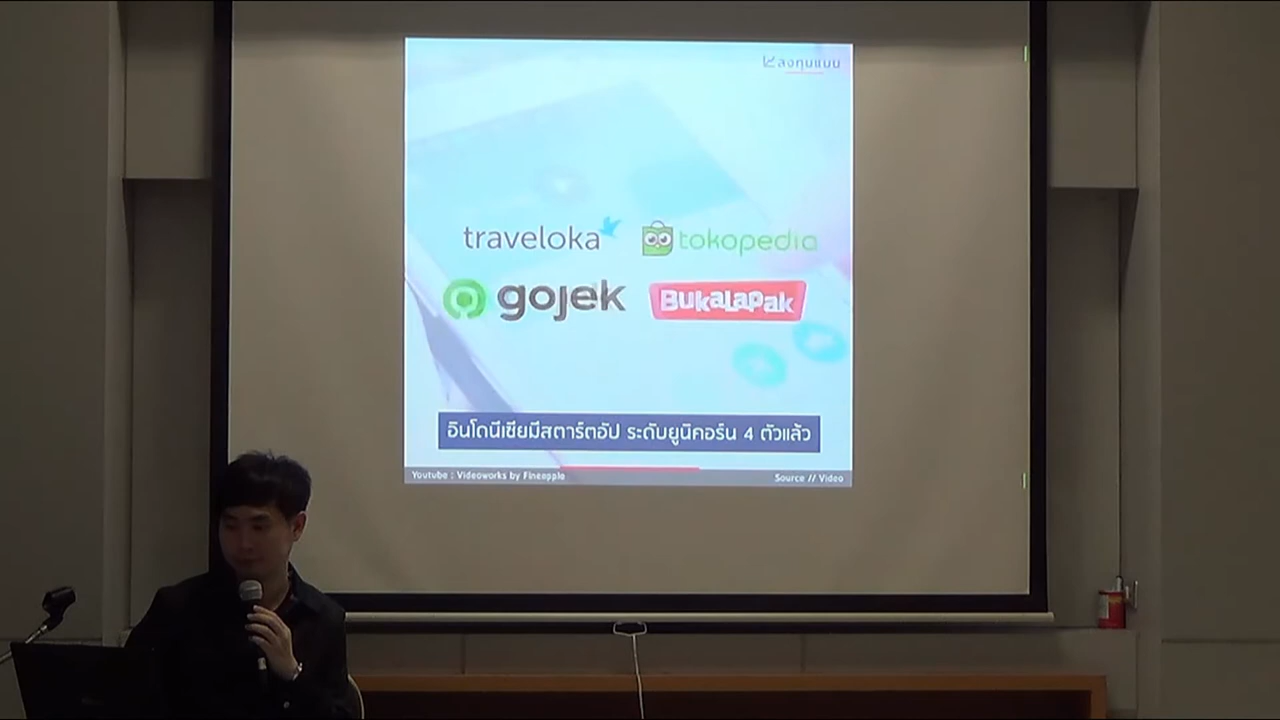 ลงทุนแมน
traveloka
tokopedia
gojek
BukaLapak
อินโดนีเซียมีสตาร์ตอัป ระดับยูนิคอร์น 4 ตัวแล้ว
Youtube : Videoworks by Fineapple
Source // Video